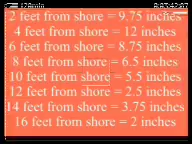 2 feet from shore = 9.75 inches
4 feet from shore = 12 inches
6 feet from shore = 8.75 inches
8 feet from shore = 6.5 inches
10 feet from shore = 5.5 inches
12 feet from shore = 2.5 inches
14 feet from shore = 3.75 inches
16 feet from shore = 2 inches